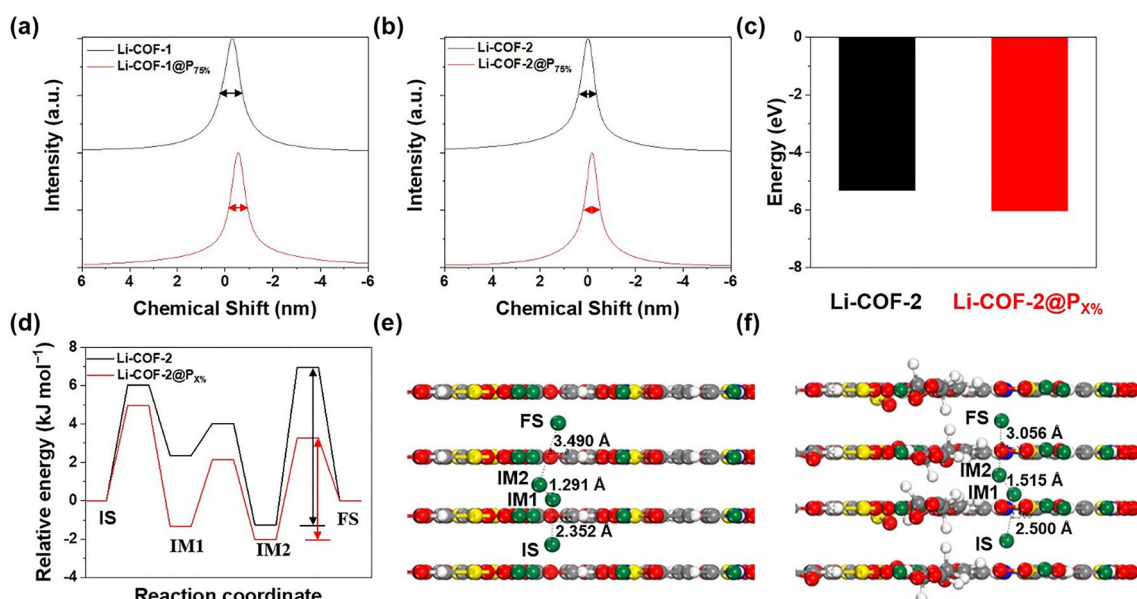 (a)
Li-COF-1
Li-COF-1@P75%
Intensity (a.u.)
6 4 2 0 -2 -4 -6
Chemical Shift (nm)
(b)
Li-COF-2
Li-COF-2@P75%
Intensity (a.u.)
6 4 2 0 -2 -4 -6
Chemical Shift (nm)
(c)
0
-2
-4
-6
-8
Energy (eV)
Li-COF-2
Li-COF-2@PX%
(d)
Li-COF-2
Li-COF-2@PX%
8
6
4
2
0
-2
-4
Relative energy (kJ mol⁻¹)
IS
IM1
IM2
FS
Reaction coordinate
(e)
FS
3.490 Å
IM2
1.291 Å
IM1
2.352 Å
IS
(f)
FS
3.056 Å
IM2
1.515 Å
IM1
2.500 Å
IS